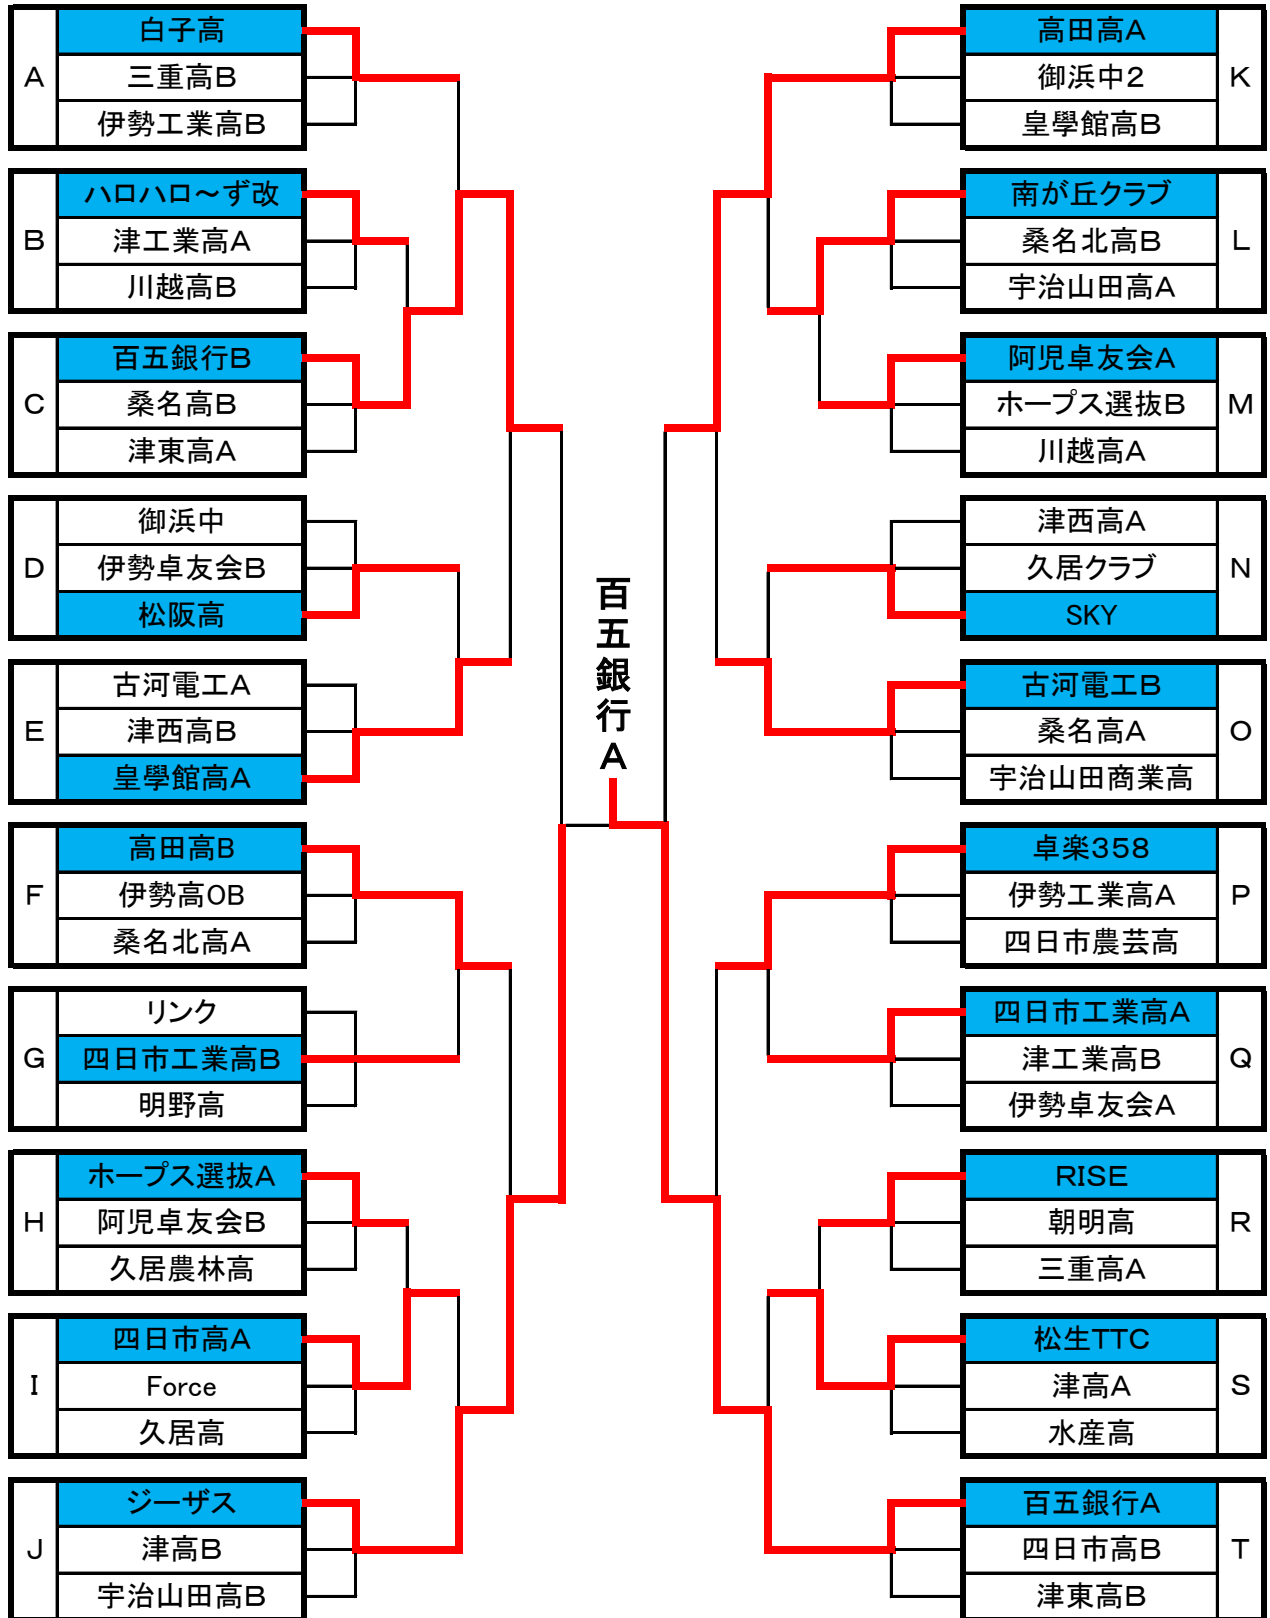 A
白子高
三重高B
伊勢工業高B
B
ハロハロ～ず改
津工業高A
川越高B
C
百五銀行B
桑名高B
津東高A
D
御浜中
伊勢卓友会B
松阪高
E
古河電工A
津西高B
皇學館高A
F
高田高B
伊勢高OB
桑名北高A
G
リンク
四日市工業高B
明野高
H
ホープス選抜A
阿児卓友会B
久居農林高
I
四日市高A
Force
久居高
J
ジーザス
津高B
宇治山田高B
百五銀行A
高田高A
御浜中2
皇學館高B
K
南が丘クラブ
桑名北高B
宇治山田高A
L
阿児卓友会A
ホープス選抜B
川越高A
M
津西高A
久居クラブ
SKY
N
古河電工B
桑名高A
宇治山田商業高
O
卓楽358
伊勢工業高A
四日市農芸高
P
四日市工業高A
津工業高B
伊勢卓友会A
Q
RISE
朝明高
三重高A
R
松生TTC
津高A
水産高
S
百五銀行A
四日市高B
津東高B
T